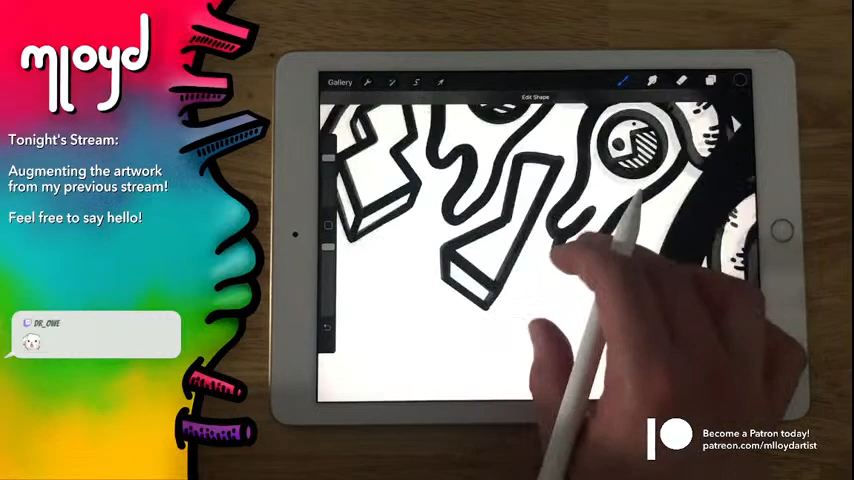 mlloyd
Tonight's Stream:
Augmenting the artwork
from my previous stream!
Feel free to say hello!
DR_OWE
Gallery
Edit Shape
Become a Patron today!
patreon.com/mlloydartist